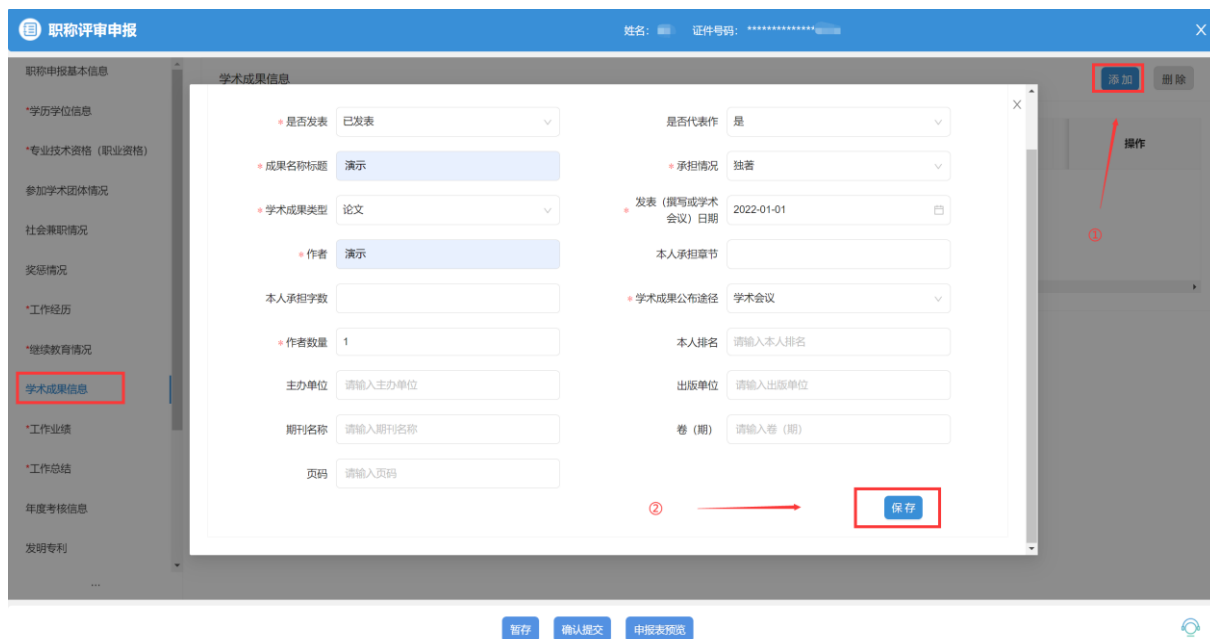 职称评审申报
姓名: 证件号码: **************
职称申报基本信息
*学历学位信息
*专业技术资格（职业资格）
参加学术团体情况
社会兼职情况
奖惩情况
*工作经历
*继续教育情况
学术成果信息
*工作业绩
*工作总结
年度考核信息
发明专利
...
学术成果信息
添加 删除
操作
①
* 是否发表 已发表 是否代表作 是
* 成果名称标题 演示 * 承担情况 独著
* 学术成果类型 论文 * 发表（撰写或学术
会议）日期 2022-01-01
* 作者 演示 本人承担章节
本人承担字数 * 学术成果公布途径 学术会议
* 作者数量 1 本人排名 请输入本人排名
主办单位 请输入主办单位 出版单位 请输入出版单位
期刊名称 请输入期刊名称 卷（期） 请输入卷（期）
页码 请输入页码
② 保存
暂存 确认提交 申报表预览